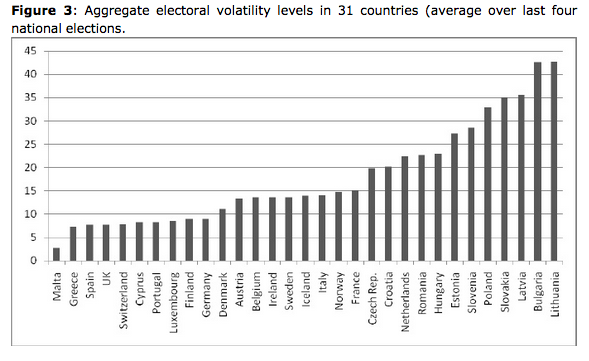 Figure 3: Aggregate electoral volatility levels in 31 countries (average over last four
national elections.
45
40
35
30
25
20
15
10
5
0
Malta
Greece
Spain
UK
Switzerland
Cyprus
Portugal
Luxembourg
Finland
Germany
Denmark
Austria
Belgium
Ireland
Sweden
Iceland
Italy
Norway
France
Czech Rep.
Croatia
Netherlands
Romania
Hungary
Estonia
Slovenia
Poland
Slovakia
Latvia
Bulgaria
Lithuania